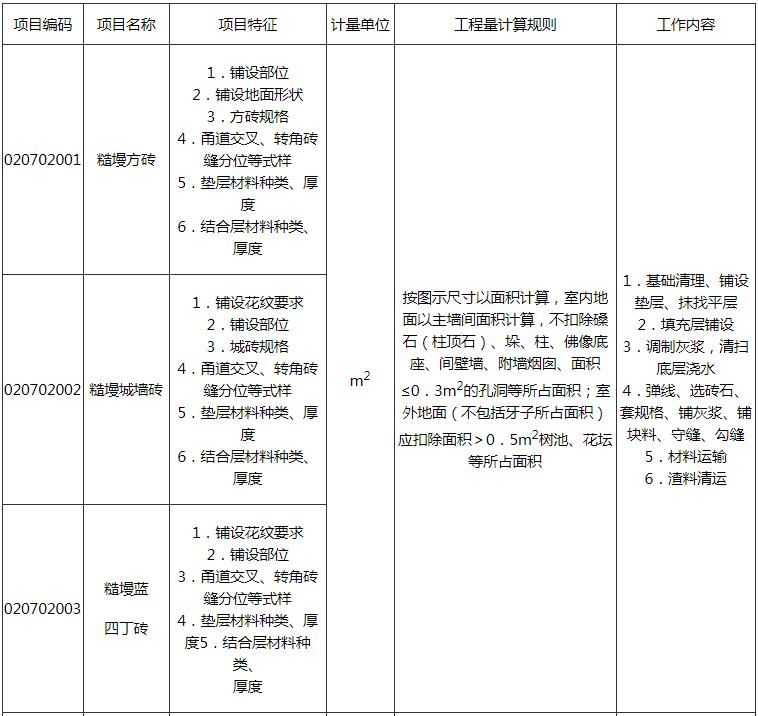 项目编码 项目名称 项目特征 计量单位 工程量计算规则 工作内容
020702001
糙墁方砖
1．铺设部位
2．铺设地面形状
3．方砖规格
4．甬道交叉、转角砖
缝分位等式样
5．垫层材料种类、厚
度
6．结合层材料种类、
厚度
020702002
糙墁城墙砖
1．铺设花纹要求
2．铺设部位
3．城砖规格
4．甬道交叉、转角砖
缝分位等式样
5．垫层材料种类、厚
度
6．结合层材料种类、
厚度
020702003
糙墁蓝
四丁砖
1．铺设花纹要求
2．铺设部位
3．甬道交叉、转角砖
缝分位等式样
4．垫层材料种类、厚
度5．结合层材料种
类、
厚度
m2
按图示尺寸以面积计算，室内地
面以主墙间面积计算，不扣除磉
石（柱顶石）、垛、柱、佛像底
座、间壁墙、附墙烟囱、面积
≤0．3m2的孔洞等所占面积；室
外地面（不包括牙子所占面积）
应扣除面积＞0．5m2树池、花坛
等所占面积
1．基础清理、铺设
垫层、抹找平层
2．填充层铺设
3．调制灰浆，清扫
底层浇水
4．弹线、选砖石、
套规格、铺灰浆、铺
块料、守缝、勾缝
5．材料运输
6．渣料清运